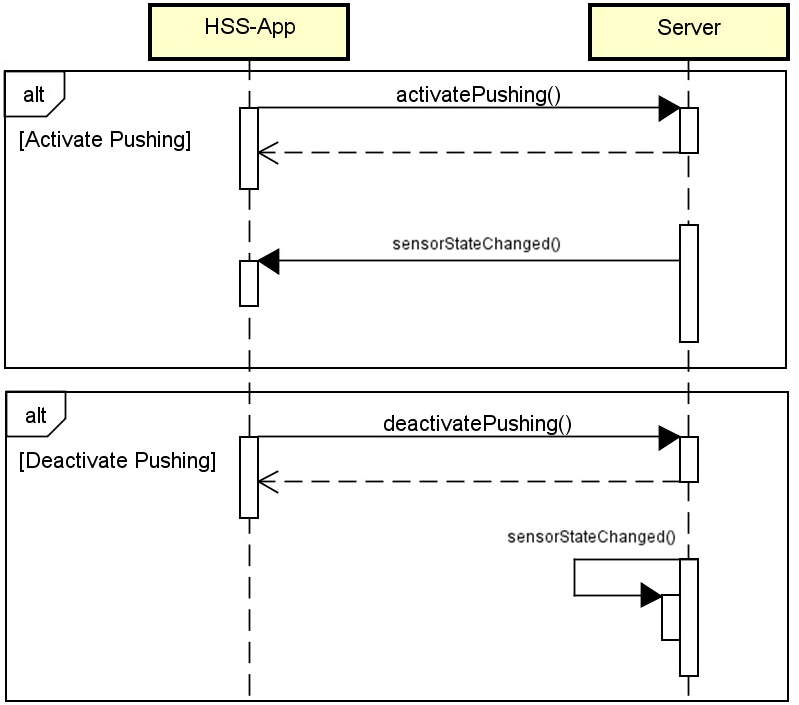 HSS-App
Server
alt
activatePushing()
[Activate Pushing]
sensorStateChanged()
alt
deactivatePushing()
[Deactivate Pushing]
sensorStateChanged()